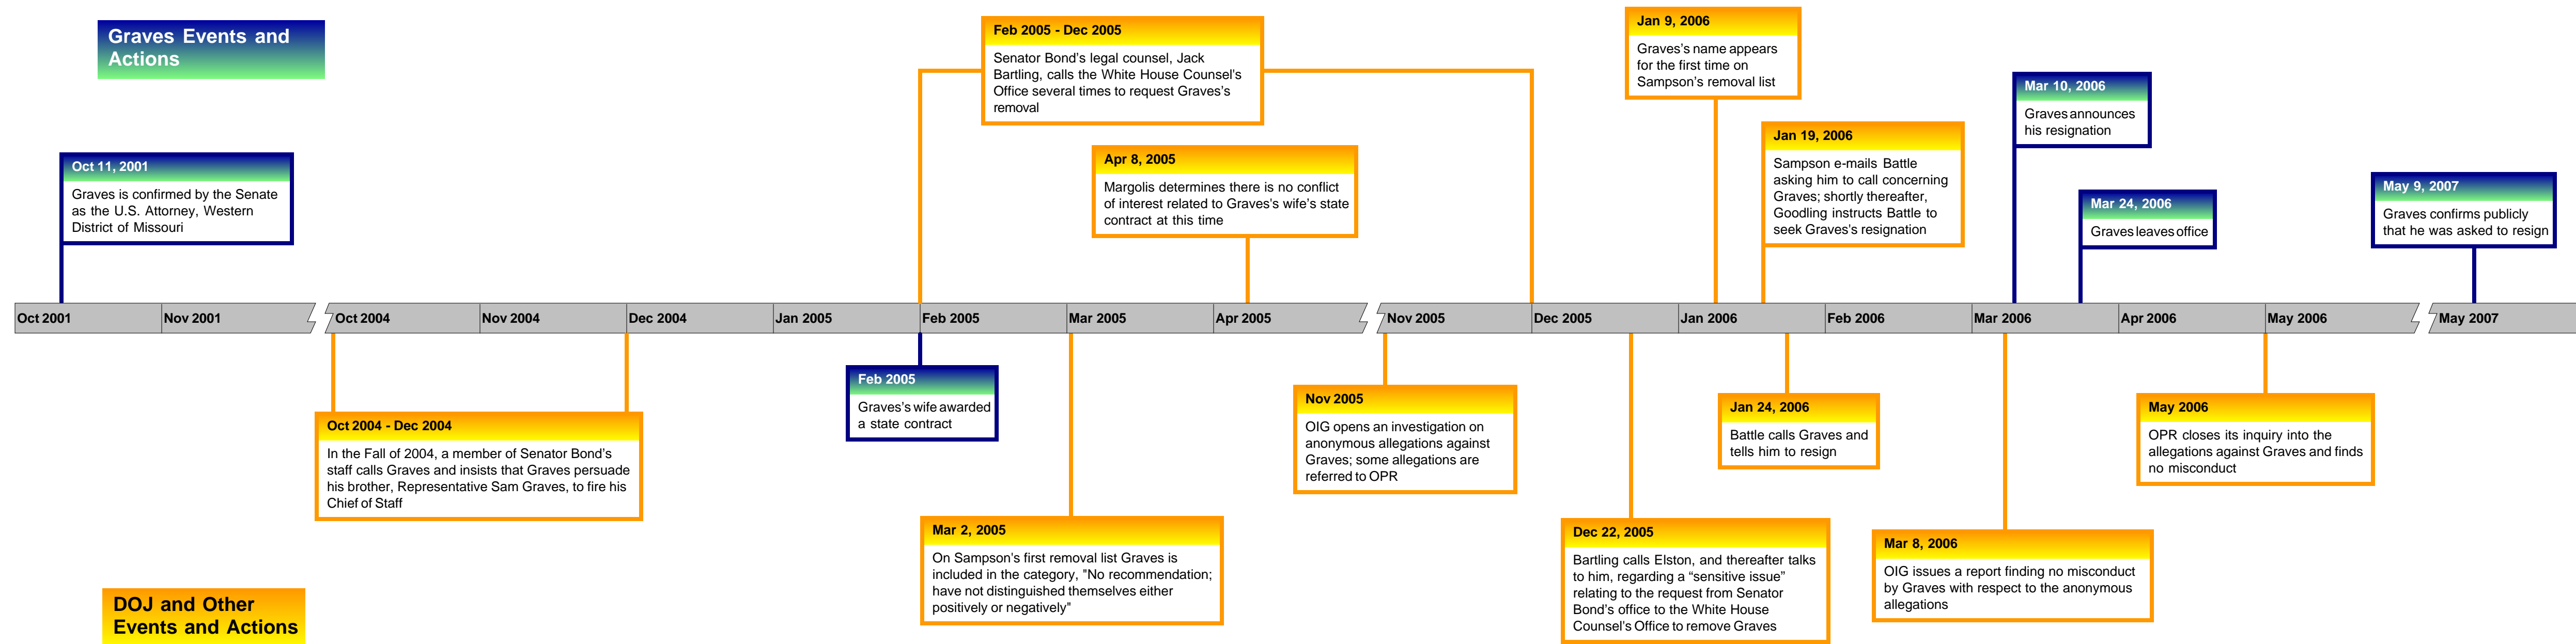 Graves Events and
Actions
Oct 11, 2001
Graves is confirmed by the Senate
as the U.S. Attorney, Western
District of Missouri
Feb 2005 - Dec 2005
Senator Bond's legal counsel, Jack
Bartling, calls the White House Counsel's
Office several times to request Graves's
removal
Apr 8, 2005
Margolis determines there is no conflict
of interest related to Graves's wife's state
contract at this time
Jan 9, 2006
Graves's name appears
for the first time on
Sampson's removal list
Jan 19, 2006
Sampson e-mails Battle
asking him to call concerning
Graves; shortly thereafter,
Goodling instructs Battle to
seek Graves's resignation
Mar 10, 2006
Graves announces
his resignation
Mar 24, 2006
Graves leaves office
May 9, 2007
Graves confirms publicly
that he was asked to resign
Oct 2001 Nov 2001 Oct 2004 Nov 2004 Dec 2004 Jan 2005 Feb 2005 Mar 2005 Apr 2005 Nov 2005 Dec 2005 Jan 2006 Feb 2006 Mar 2006 Apr 2006 May 2006 May 2007
Oct 2004 - Dec 2004
In the Fall of 2004, a member of Senator Bond's
staff calls Graves and insists that Graves persuade
his brother, Representative Sam Graves, to fire his
Chief of Staff
Feb 2005
Graves's wife awarded
a state contract
Mar 2, 2005
On Sampson's first removal list Graves is
included in the category, "No recommendation;
have not distinguished themselves either
positively or negatively"
Nov 2005
OIG opens an investigation on
anonymous allegations against
Graves; some allegations are
referred to OPR
Dec 22, 2005
Bartling calls Elston, and thereafter talks
to him, regarding a “sensitive issue”
relating to the request from Senator
Bond's office to the White House
Counsel's Office to remove Graves
Jan 24, 2006
Battle calls Graves and
tells him to resign
Mar 8, 2006
OIG issues a report finding no misconduct
by Graves with respect to the anonymous
allegations
May 2006
OPR closes its inquiry into the
allegations against Graves and finds
no misconduct
DOJ and Other
Events and Actions